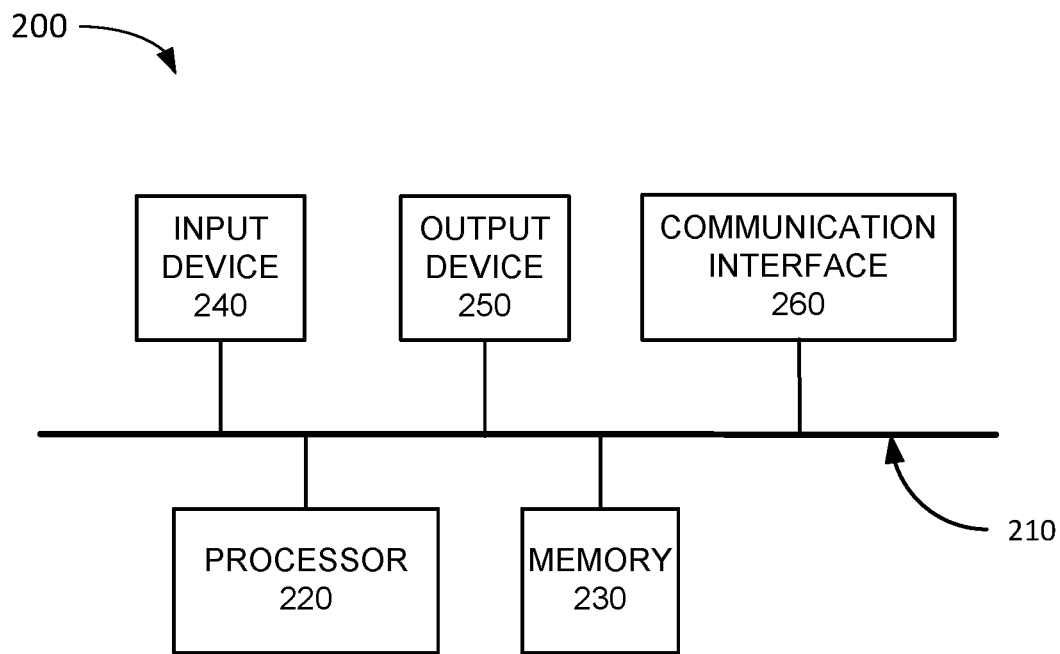 200
INPUT
DEVICE
240
OUTPUT
DEVICE
250
COMMUNICATION
INTERFACE
260
210
PROCESSOR
220
MEMORY
230